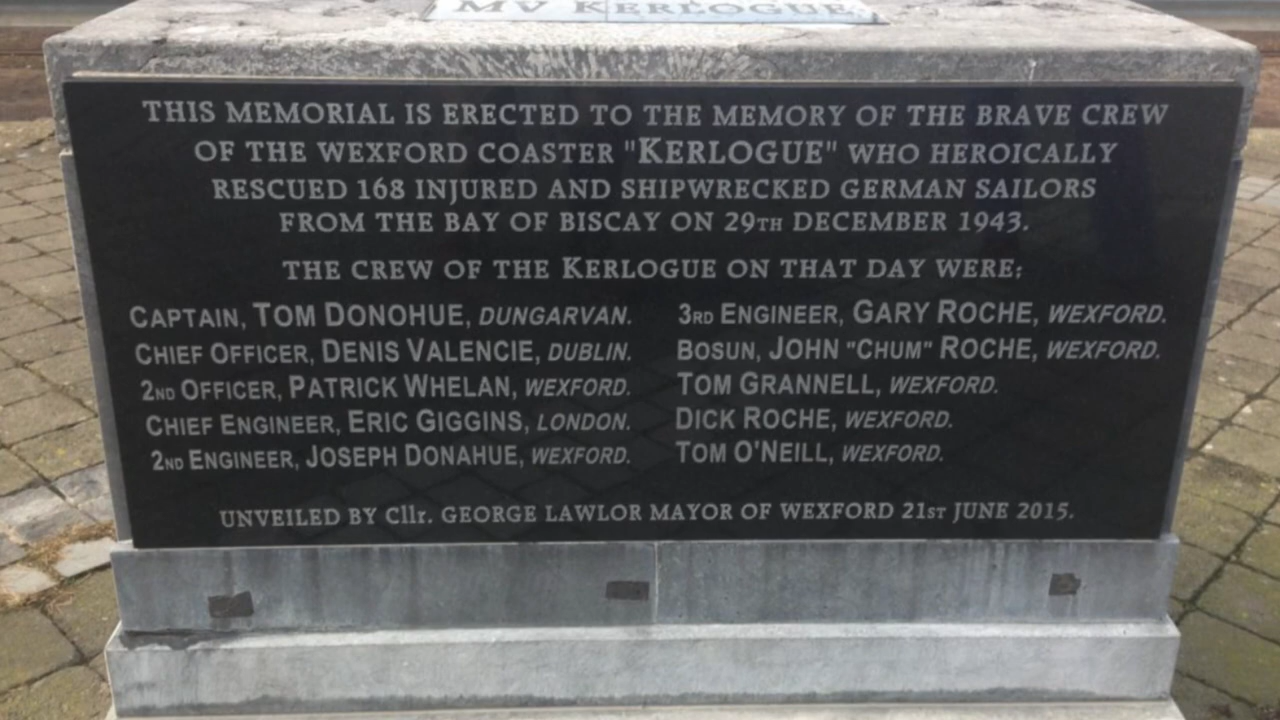 MV KERLOGUE
THIS MEMORIAL IS ERECTED TO THE MEMORY OF THE BRAVE CREW
OF THE WEXFORD COASTER "KERLOGUE" WHO HEROICALLY
RESCUED 168 INJURED AND SHIPWRECKED GERMAN SAILORS
FROM THE BAY OF BISCAY ON 29TH DECEMBER 1943.
THE CREW OF THE KERLOGUE ON THAT DAY WERE;
CAPTAIN, TOM DONOHUE, DUNGARVAN.
CHIEF OFFICER, DENIS VALENCIE, DUBLIN.
2ND OFFICER, PATRICK WHELAN, WEXFORD.
CHIEF ENGINEER, ERIC GIGGINS, LONDON.
2ND ENGINEER, JOSEPH DONAHUE, WEXFORD.
3RD ENGINEER, GARY ROCHE, WEXFORD.
BOSUN, JOHN "CHUM" ROCHE, WEXFORD.
TOM GRANNELL, WEXFORD.
DICK ROCHE, WEXFORD.
TOM O'NEILL, WEXFORD.
UNVEILED BY Cllr. GEORGE LAWLOR MAYOR OF WEXFORD 21ST JUNE 2015.